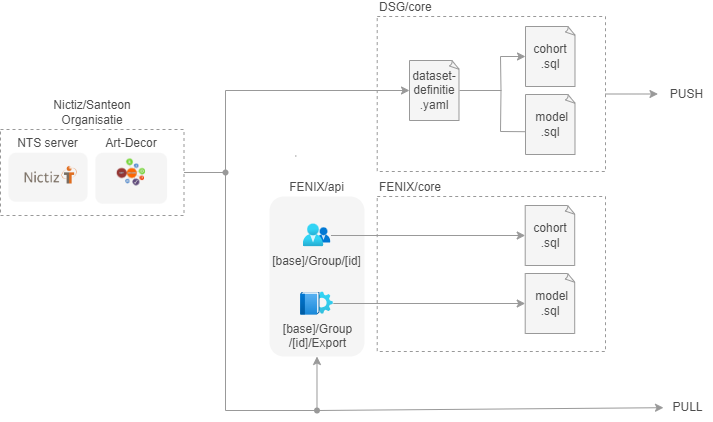 DSG/core
dataset-
definitie
.yaml
cohort
.sql
model
.sql
PUSH
Nictiz/Santeon
Organisatie
NTS server
Art-Decor
Nictiz
FENIX/api
[base]/Group/[id]
[base]/Group
/[id]/Export
FENIX/core
cohort
.sql
model
.sql
PULL